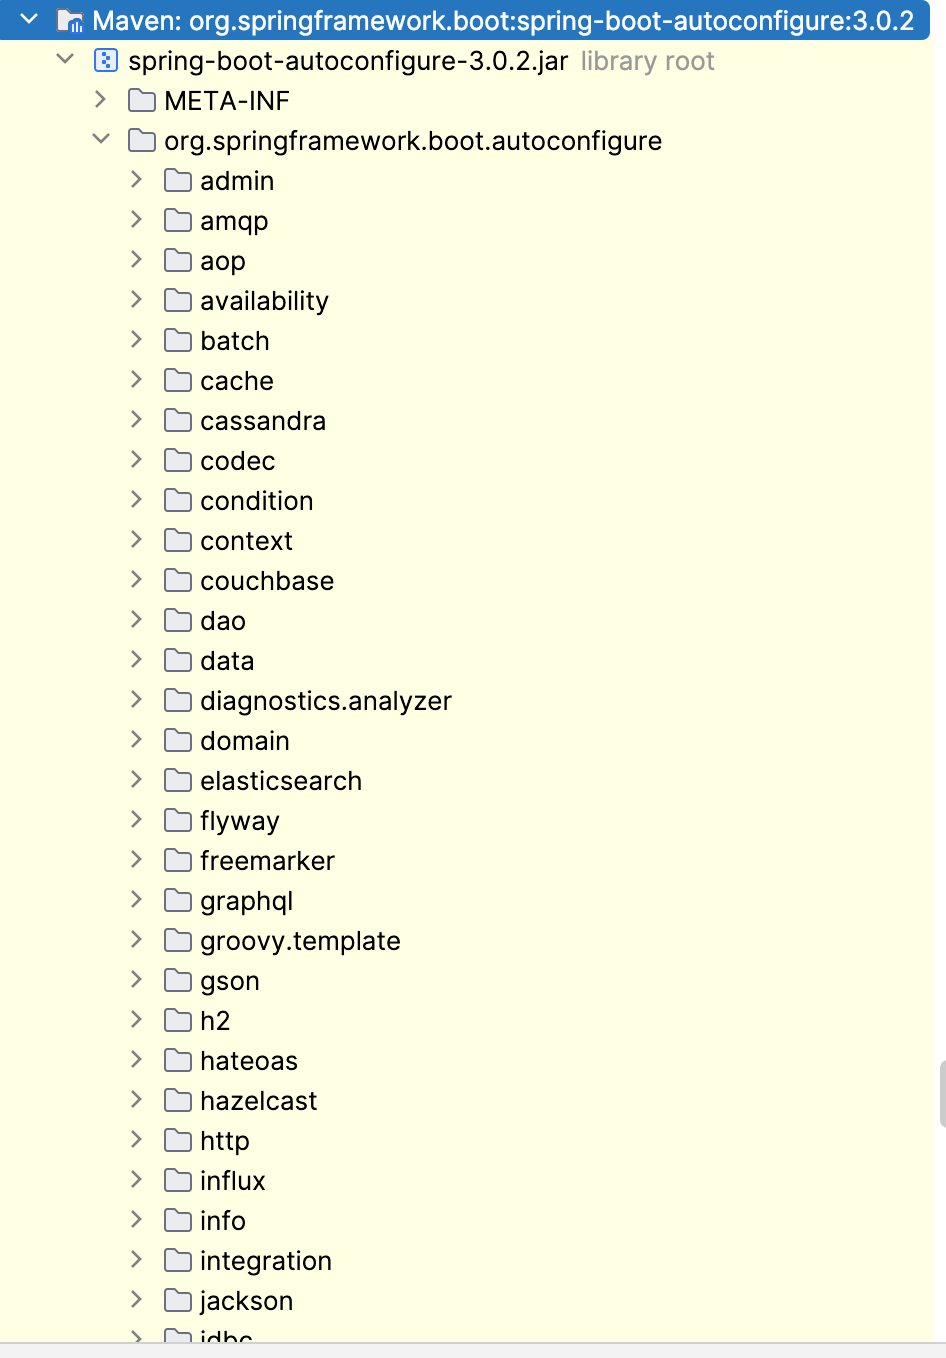 Maven: org.springframework.boot:spring-boot-autoconfigure:3.0.2
spring-boot-autoconfigure-3.0.2.jar library root
META-INF
org.springframework.boot.autoconfigure
admin
amqp
aop
availability
batch
cache
cassandra
codec
condition
context
couchbase
dao
data
diagnostics.analyzer
domain
elasticsearch
flyway
freemarker
graphql
groovy.template
gson
h2
hateoas
hazelcast
http
influx
info
integration
jackson
jdbc